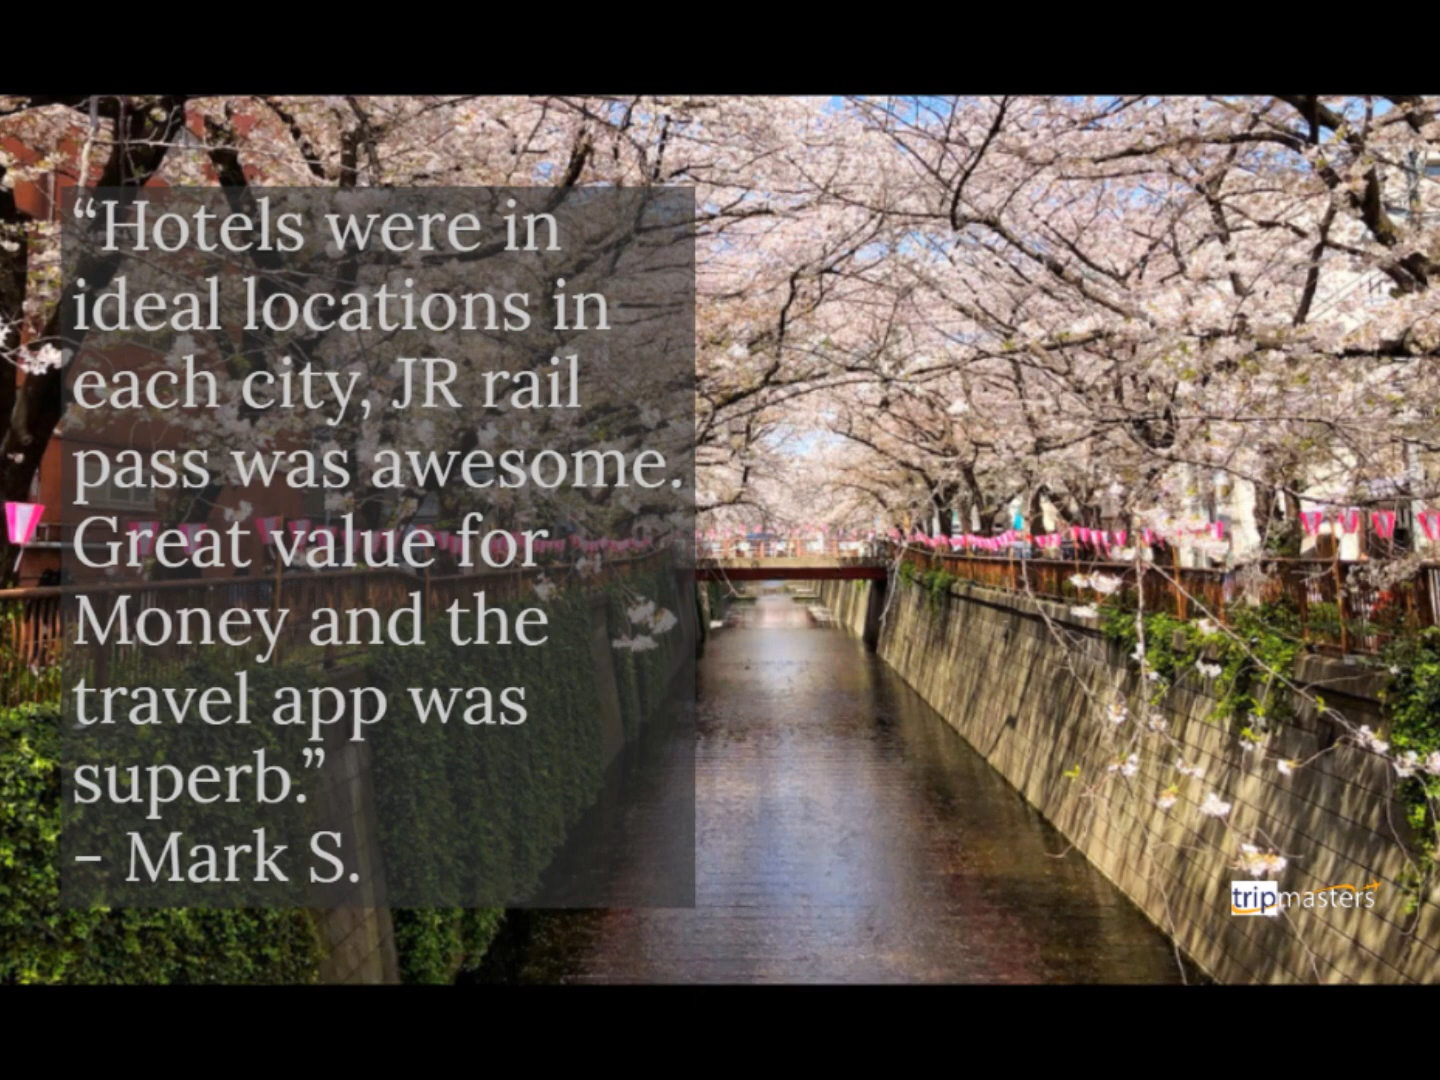 “Hotels were in
ideal locations in
each city, JR rail
pass was awesome.
Great value for
Money and the
travel app was
superb.”
– Mark S.
tripmasters